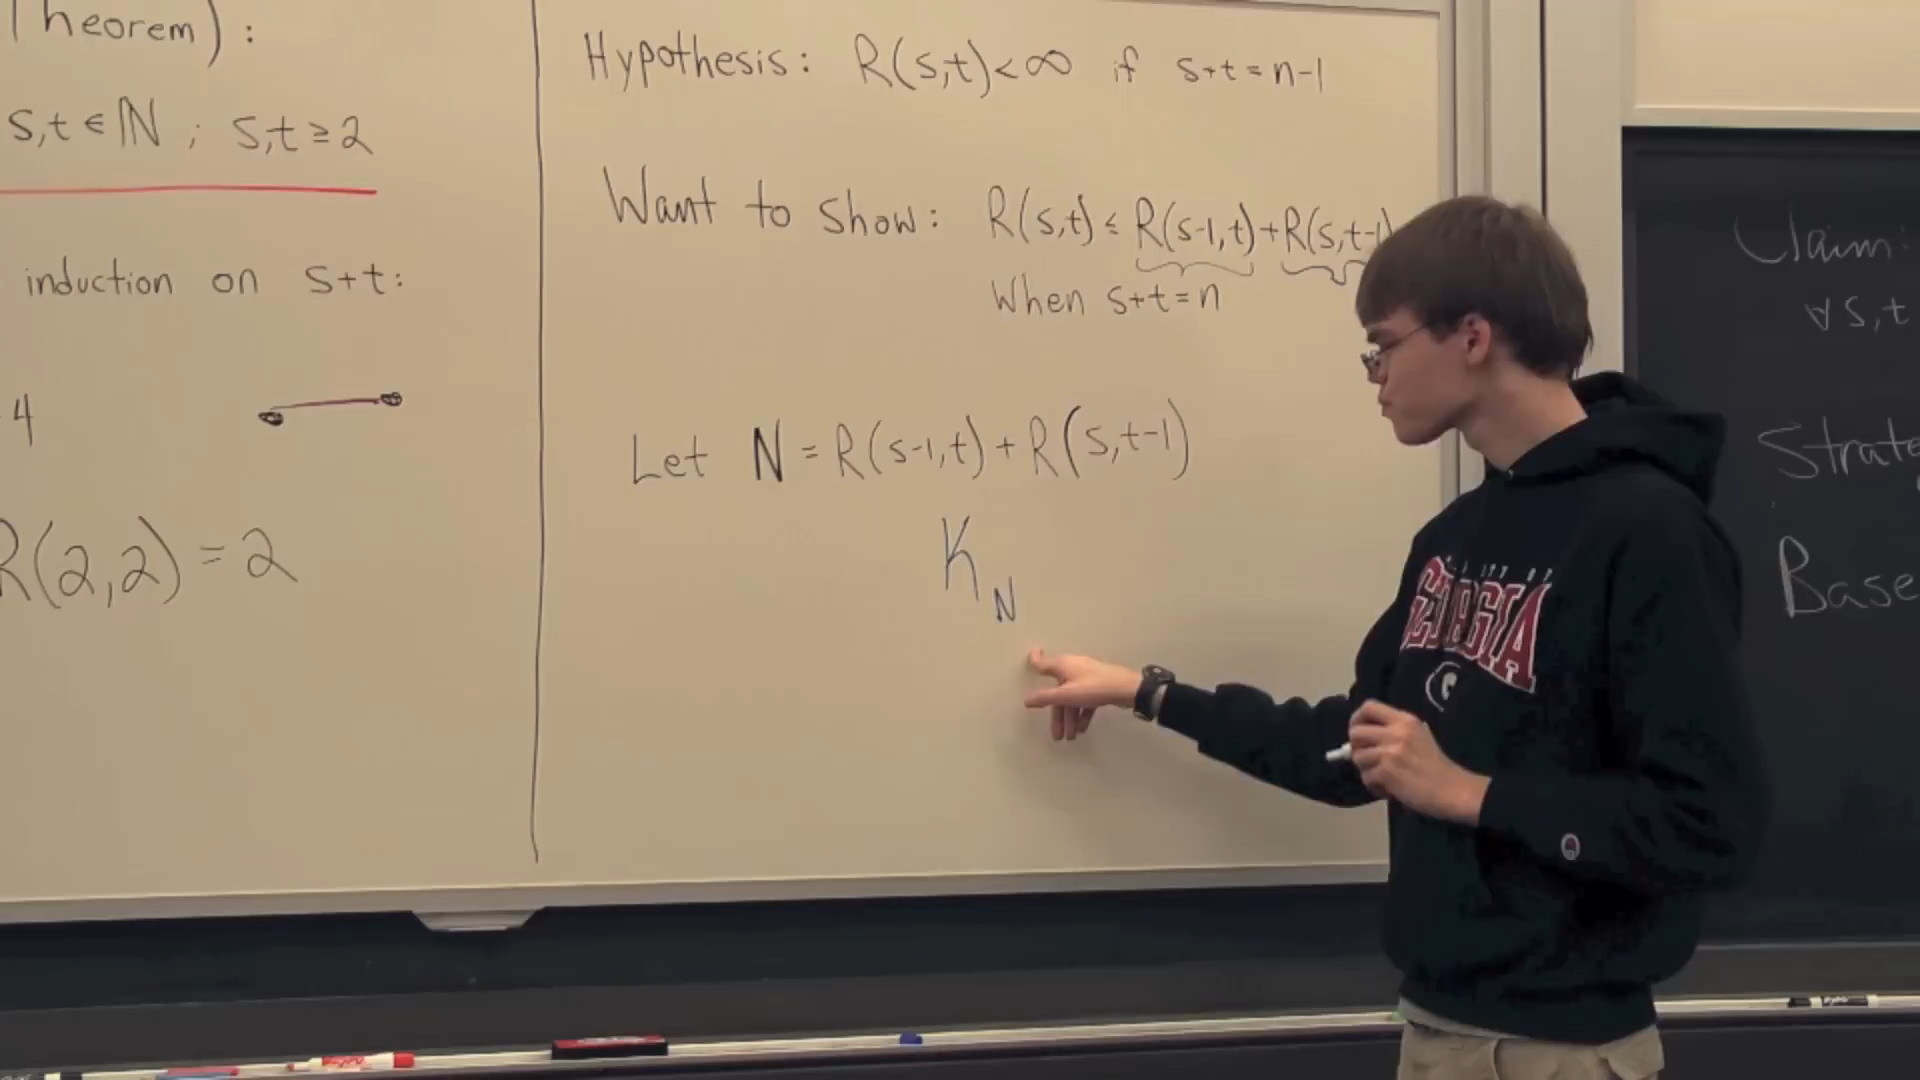 Theorem):
s,t ∈ ℕ ; s,t ≥ 2
induction on s+t:
4
R(2,2) = 2
Hypothesis: R(s,t) < ∞ if s+t = n-1
Want to show: R(s,t) ≤ R(s-1,t) + R(s,t-1)
When s+t = n
Let N = R(s-1,t) + R(s,t-1)
K_N
GEORGIA
G
Claim:
∀ s,t
Strate
Base